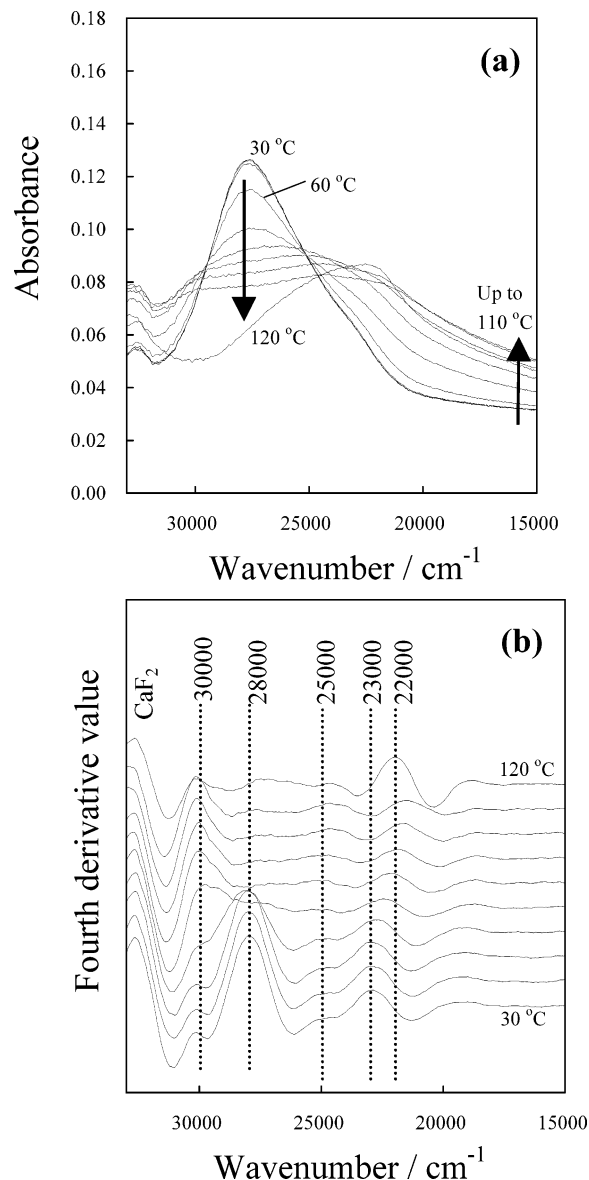 (a)
0.18
0.16
0.14
0.12
0.10
0.08
0.06
0.04
0.02
0.00
Absorbance
30 °C
60 °C
120 °C
Up to
110 °C
30000 25000 20000 15000
Wavenumber / cm⁻¹
(b)
Fourth derivative value
CaF₂
30000
28000
25000
23000
22000
120 °C
30 °C
30000 25000 20000 15000
Wavenumber / cm⁻¹